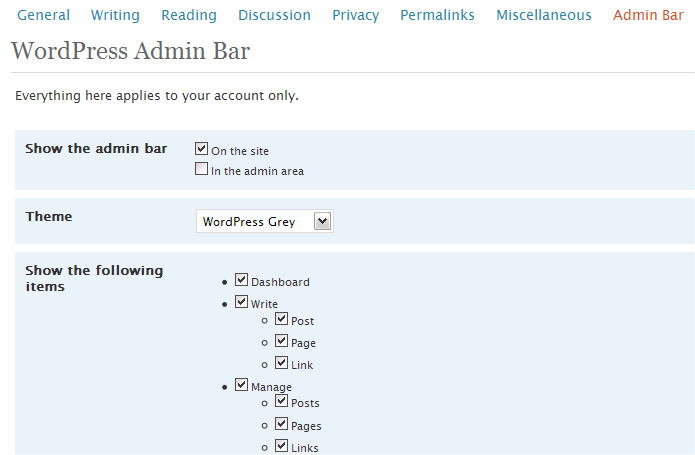 General Writing Reading Discussion Privacy Permalinks Miscellaneous Admin Bar
WordPress Admin Bar
Everything here applies to your account only.
Show the admin bar
On the site
In the admin area
Theme
WordPress Grey
Show the following
items
Dashboard
Write
Post
Page
Link
Manage
Posts
Pages
Links